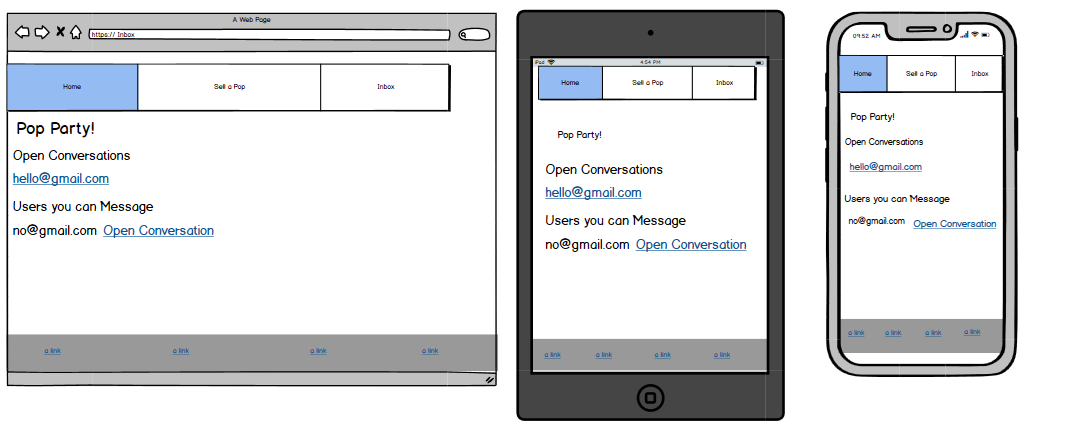 A Web Page
https:// Inbox
Home Sell a Pop Inbox
Pop Party!
Open Conversations
hello@gmail.com
Users you can Message
no@gmail.com Open Conversation
a link a link a link a link
iPod 4:54 PM
Home Sell a Pop Inbox
Pop Party!
Open Conversations
hello@gmail.com
Users you can Message
no@gmail.com Open Conversation
a link a link a link a link
09:52 AM
Home Sell a Pop Inbox
Pop Party!
Open Conversations
hello@gmail.com
Users you can Message
no@gmail.com Open Conversation
a link a link a link a link